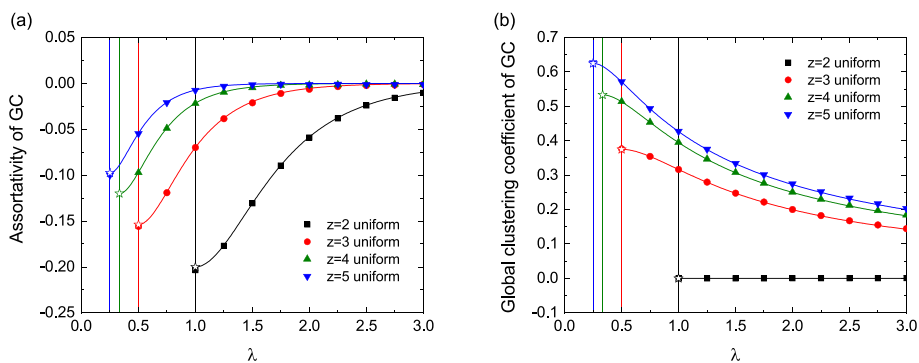 (a)
Assortativity of GC
0.05
0.00
-0.05
-0.10
-0.15
-0.20
-0.25
z=2 uniform
z=3 uniform
z=4 uniform
z=5 uniform
0.0 0.5 1.0 1.5 2.0 2.5 3.0
λ
(b)
Global clustering coefficient of GC
0.7
0.6
0.5
0.4
0.3
0.2
0.1
0.0
-0.1
z=2 uniform
z=3 uniform
z=4 uniform
z=5 uniform
0.0 0.5 1.0 1.5 2.0 2.5 3.0
λ